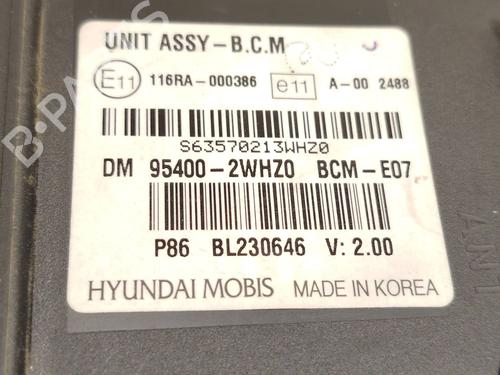 UNIT ASSY-B.C.M
E11 116RA-000386 e11 A-00 2488
S63570213WHZ0
DM 95400-2WHZ0 BCM-E07
P86 BL230646 V: 2.00
HYUNDAI MOBIS MADE IN KOREA